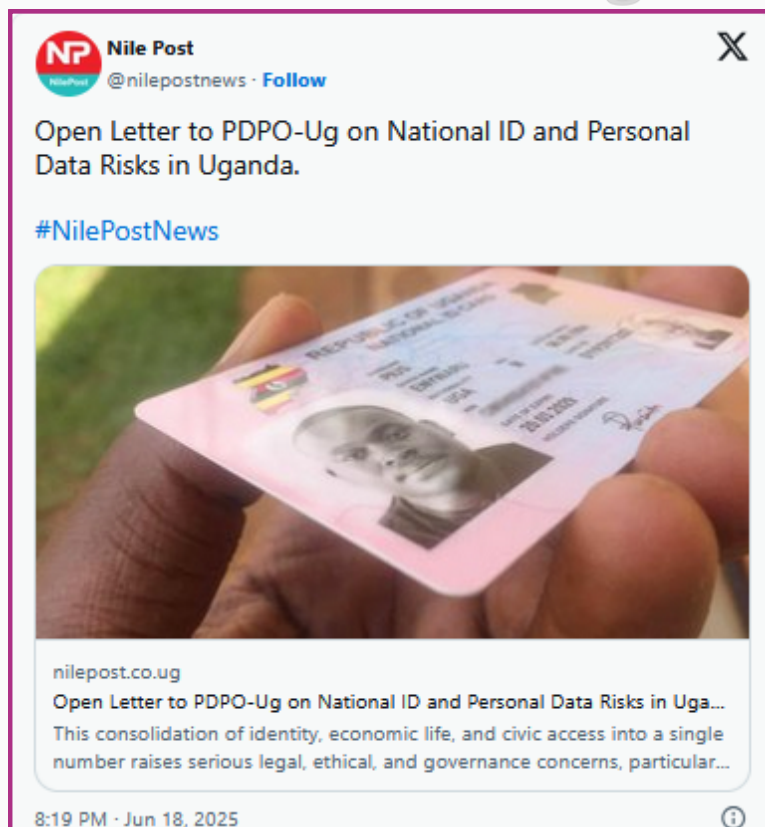 NP
NilePost
Nile Post
@nilepostnews · Follow
Open Letter to PDPO-Ug on National ID and Personal
Data Risks in Uganda.
#NilePostNews
REPUBLIC OF UGANDA
NATIONAL ID CARD
UGA
20.02.2029
nilepost.co.ug
Open Letter to PDPO-Ug on National ID and Personal Data Risks in Uga...
This consolidation of identity, economic life, and civic access into a single
number raises serious legal, ethical, and governance concerns, particular...
8:19 PM · Jun 18, 2025